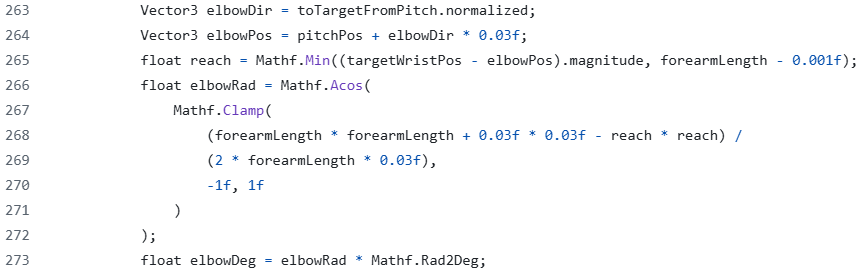 263 Vector3 elbowDir = toTargetFromPitch.normalized;
264 Vector3 elbowPos = pitchPos + elbowDir * 0.03f;
265 float reach = Mathf.Min((targetWristPos - elbowPos).magnitude, forearmLength - 0.001f);
266 float elbowRad = Mathf.Acos(
267 Mathf.Clamp(
268 (forearmLength * forearmLength + 0.03f * 0.03f - reach * reach) /
269 (2 * forearmLength * 0.03f),
270 -1f, 1f
271 )
272 );
273 float elbowDeg = elbowRad * Mathf.Rad2Deg;